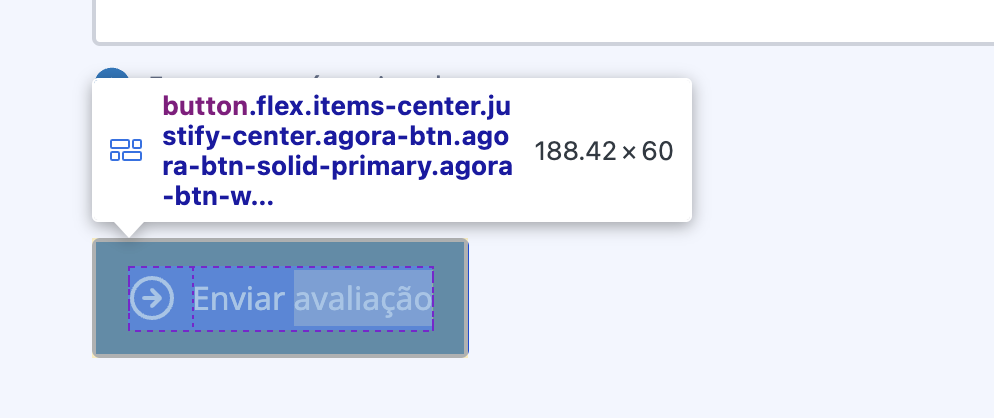 button.flex.items-center.ju
stify-center.agora-btn.ago
ra-btn-solid-primary.agora
-btn-w...
188.42 × 60
Enviar avaliação